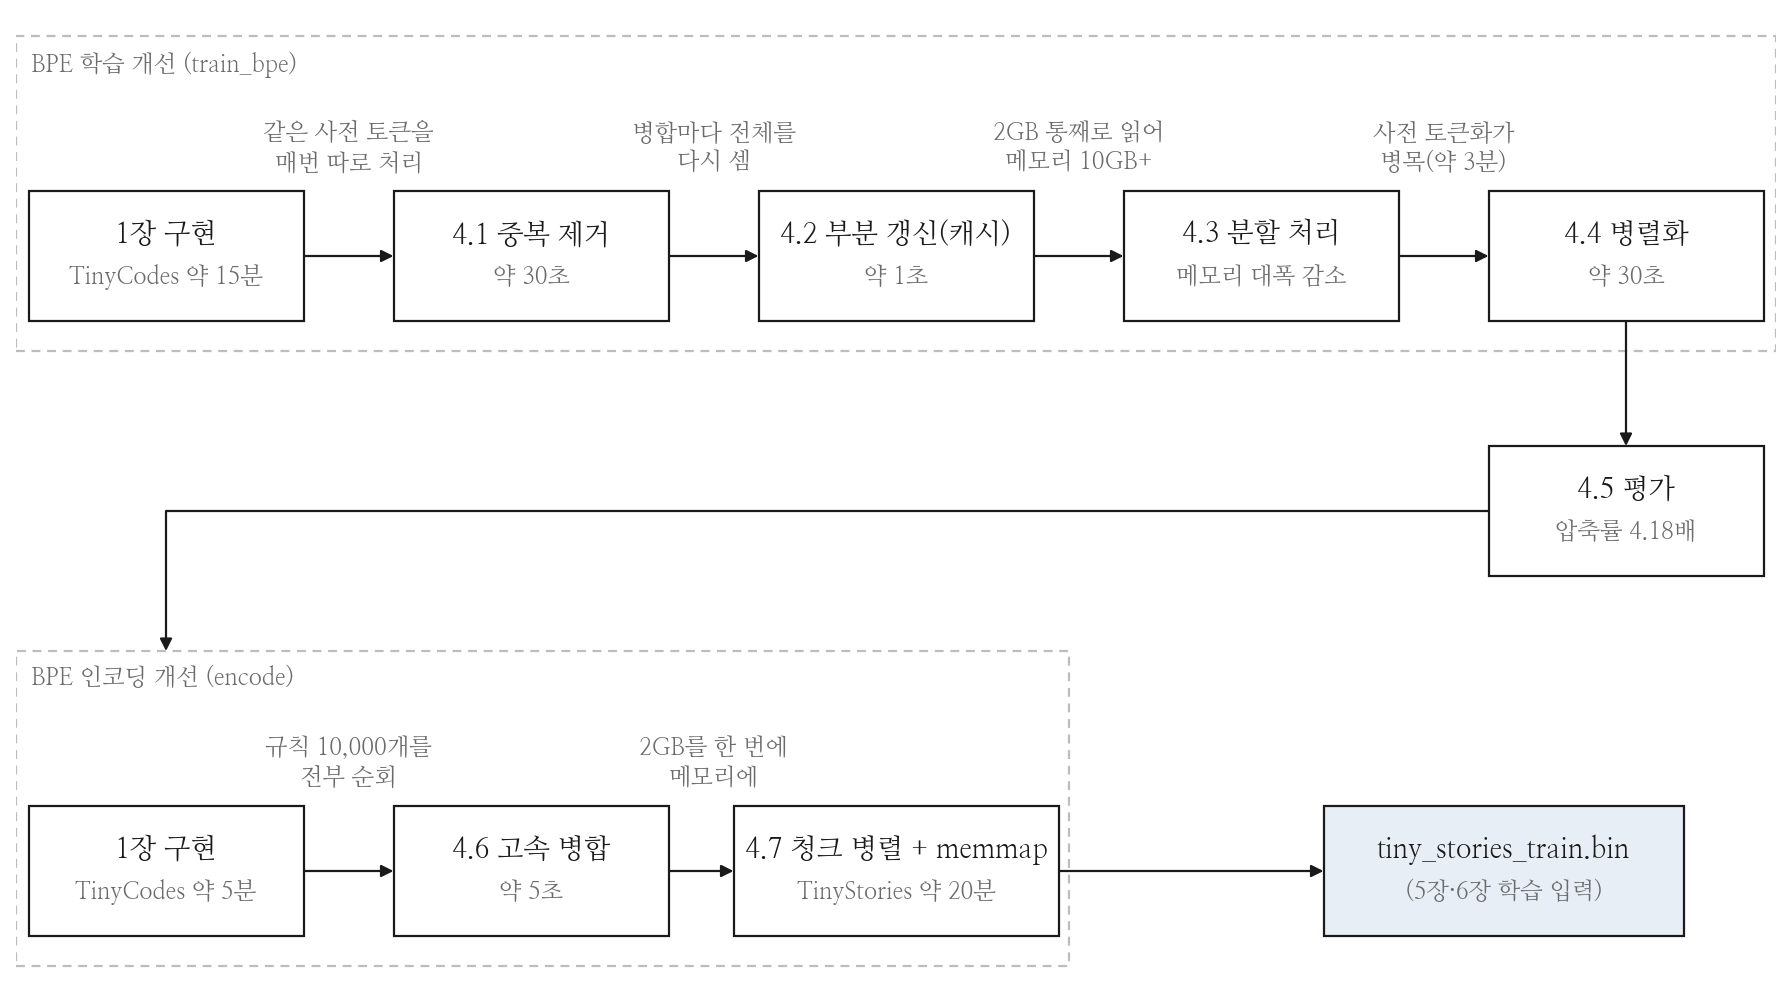 BPE 학습 개선 (train_bpe)
같은 사전 토큰을
매번 따로 처리
병합마다 전체를
다시 셈
2GB 통째로 읽어
메모리 10GB+
사전 토큰화가
병목(약 3분)
1장 구현
TinyCodes 약 15분
4.1 중복 제거
약 30초
4.2 부분 갱신(캐시)
약 1초
4.3 분할 처리
메모리 대폭 감소
4.4 병렬화
약 30초
4.5 평가
압축률 4.18배
BPE 인코딩 개선 (encode)
규칙 10,000개를
전부 순회
2GB를 한 번에
메모리에
1장 구현
TinyCodes 약 5분
4.6 고속 병합
약 5초
4.7 청크 병렬 + memmap
TinyStories 약 20분
tiny_stories_train.bin
(5장·6장 학습 입력)